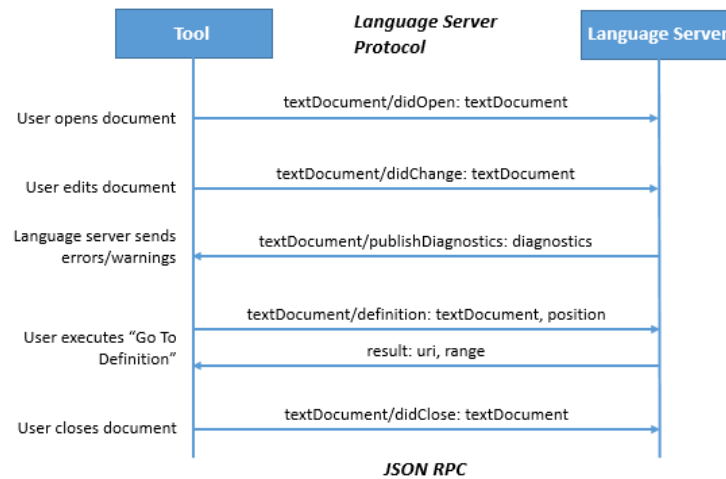 Language Server
Protocol
Tool
Language Server
textDocument/didOpen: textDocument
User opens document
textDocument/didChange: textDocument
User edits document
Language server sends
errors/warnings
textDocument/publishDiagnostics: diagnostics
textDocument/definition: textDocument, position
User executes “Go To
Definition”
result: uri, range
textDocument/didClose: textDocument
User closes document
JSON RPC